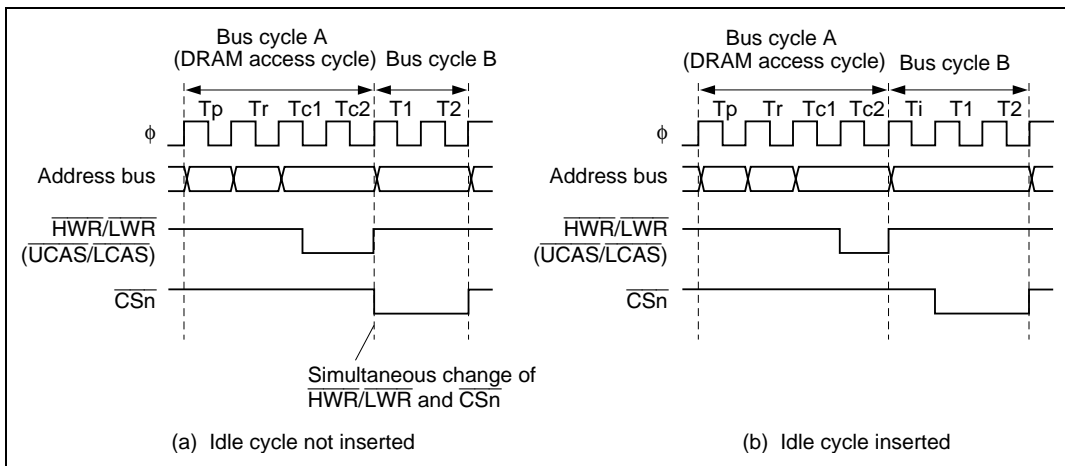 Bus cycle A
(DRAM access cycle) Bus cycle B
Tp Tr Tc1 Tc2 T1 T2
φ
Address bus
HWR/LWR
(UCAS/LCAS)
CSn
Simultaneous change of
HWR/LWR and CSn
(a) Idle cycle not inserted
Bus cycle A
(DRAM access cycle) Bus cycle B
Tp Tr Tc1 Tc2 Ti T1 T2
φ
Address bus
HWR/LWR
(UCAS/LCAS)
CSn
(b) Idle cycle inserted